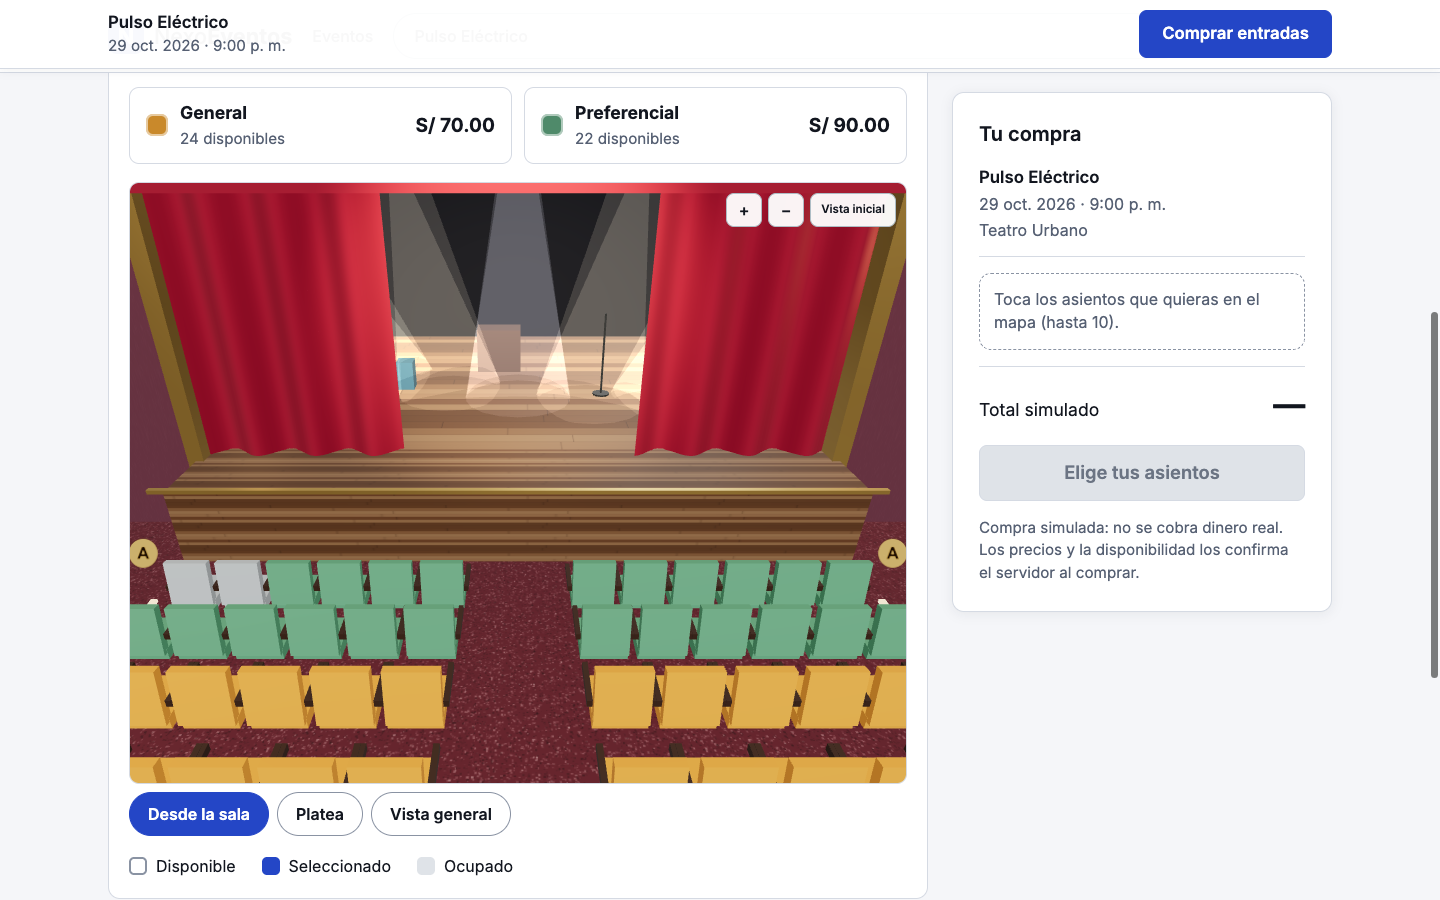 Pulso Eléctrico
29 oct. 2026 · 9:00 p. m.
Eventos
Pulso Eléctrico
Comprar entradas
General
24 disponibles
S/ 70.00
Preferencial
22 disponibles
S/ 90.00
+
−
Vista inicial
A
A
Desde la sala
Platea
Vista general
Disponible
Seleccionado
Ocupado
Tu compra
Pulso Eléctrico
29 oct. 2026 · 9:00 p. m.
Teatro Urbano
Toca los asientos que quieras en el
mapa (hasta 10).
Total simulado
—
Elige tus asientos
Compra simulada: no se cobra dinero real.
Los precios y la disponibilidad los confirma
el servidor al comprar.